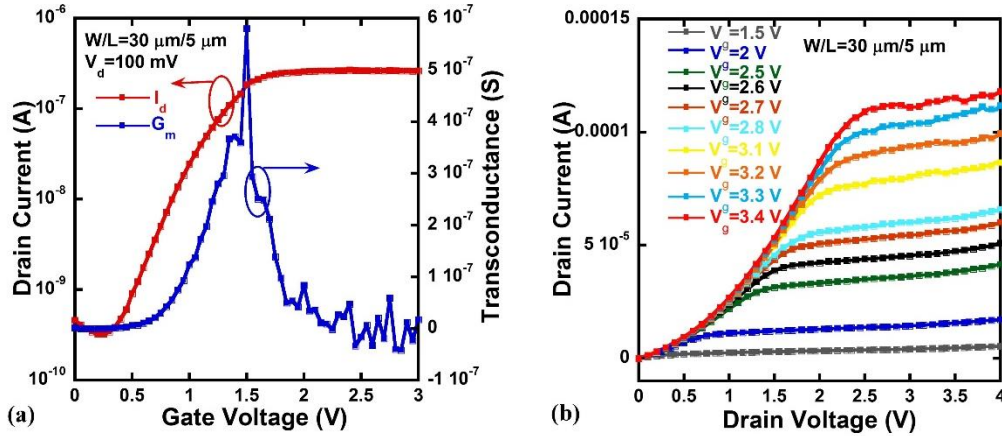 10^-6
10^-7
10^-8
10^-9
10^-10
Drain Current (A)
W/L=30 μm/5 μm
V_d=100 mV
I_d
G_m
6 10^-7
5 10^-7
4 10^-7
3 10^-7
2 10^-7
1 10^-7
0
-1 10^-7
Transconductance (S)
0 0.5 1 1.5 2 2.5 3
Gate Voltage (V)
(a)
0.00015
0.0001
5 10^-5
0
Drain Current (A)
V_g=1.5 V
V_g=2 V
V_g=2.5 V
V_g=2.6 V
V_g=2.7 V
V_g=2.8 V
V_g=3.1 V
V_g=3.2 V
V_g=3.3 V
V_g=3.4 V
W/L=30 μm/5 μm
0 0.5 1 1.5 2 2.5 3 3.5 4
Drain Voltage (V)
(b)